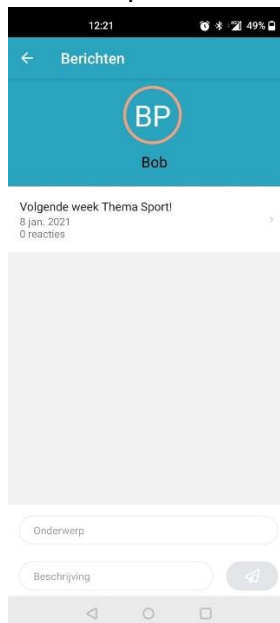 12:21
49%
Berichten
BP
Bob
Volgende week Thema Sport!
8 jan. 2021
0 reacties
Onderwerp
Beschrijving